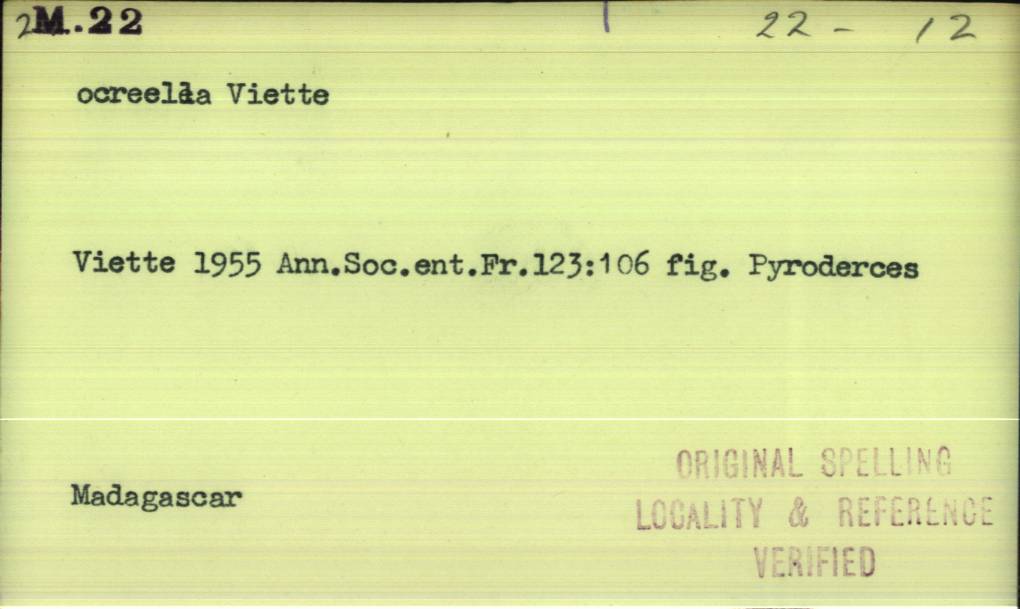 M.22 22 - 12
ocreella Viette
Viette 1955 Ann.Soc.ent.Fr.123:106 fig. Pyroderces
Madagascar
ORIGINAL SPELLING
LOCALITY & REFERENCE
VERIFIED